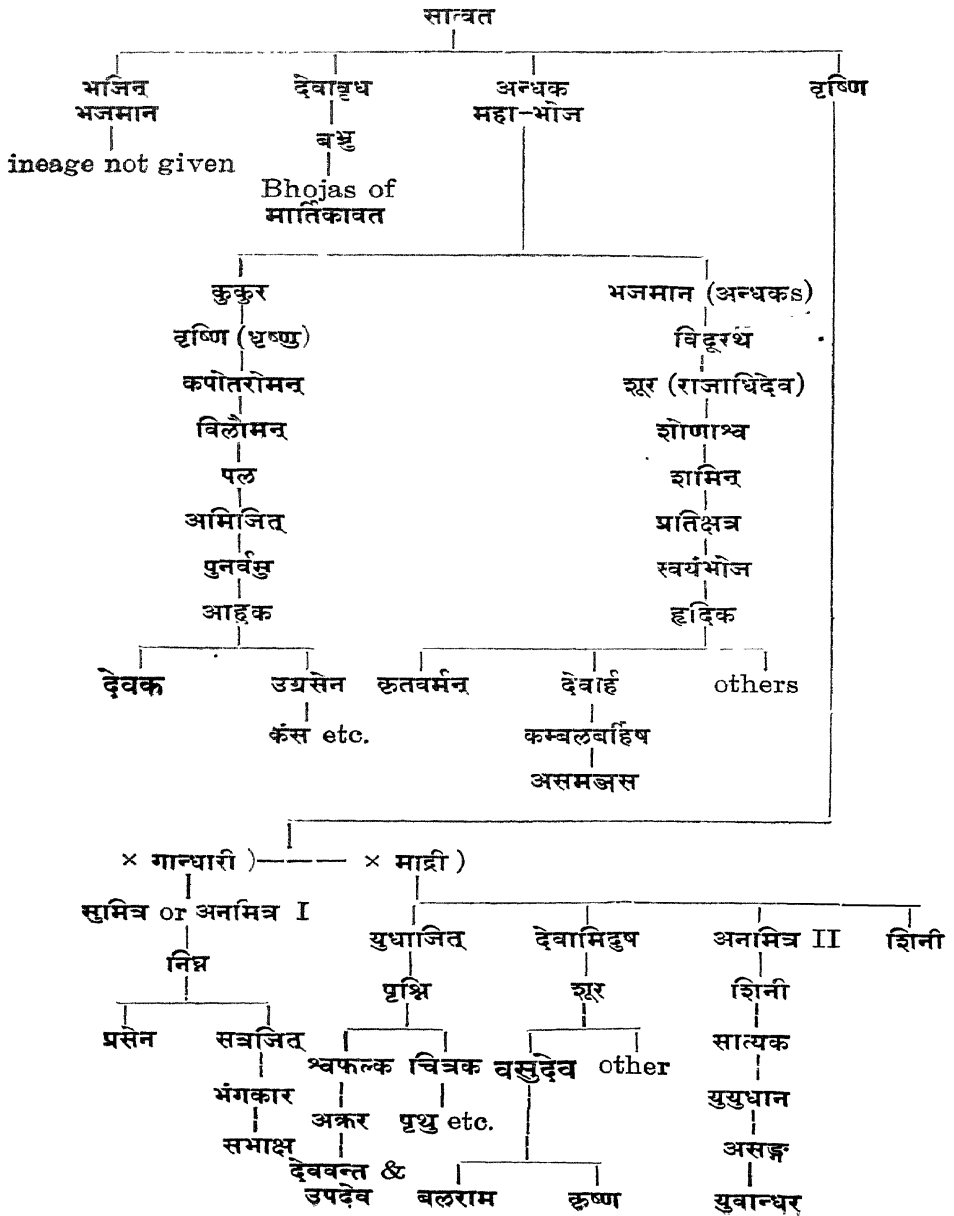 सात्वत
भजिन् देवावृध अन्धक वृष्णि
भजमान महा-भोज
बभ्रु
ineage not given
Bhojas of
मार्तिकावत
कुकुर भजमान (अन्धकs)
वृष्णि (धृष्णु) विदूरथ
कपोतरोमन् शूर (राजाधिदेव)
विलोमन् शोणाश्व
पल शमिन्
अमिजित् प्रतिक्षत्र
पुनर्वसु स्वयंभोज
आहुक हृदिक
देवक उग्रसेन कृतवर्मन् देवार्ह others
कंस etc. कम्बलबर्हिष
असमञ्जस
× गान्धारी ) × माद्री )
सुमित्र or अनमित्र I
युधाजित् देवामिदुष अनमित्र II शिनी
निघ्न
पृश्नि शूर शिनी
प्रसेन सत्रजित् सात्यक
श्वफल्क चित्रक वसुदेव other
भंगकार युयुधान
अक्रर पृथु etc.
सभाक्ष असङ्ग
देववन्त &
उपदेव बलराम कृष्ण युवान्धर्